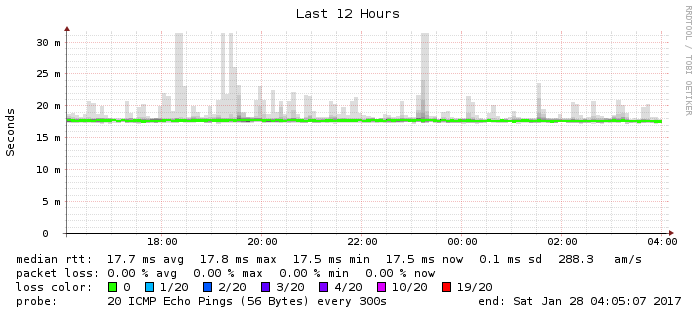 Last 12 Hours
RRDTOOL / TOBI OETIKER
Seconds
30 m
25 m
20 m
15 m
10 m
5 m
0
18:00 20:00 22:00 00:00 02:00 04:00
median rtt: 17.7 ms avg 17.8 ms max 17.5 ms min 17.5 ms now 0.1 ms sd 288.3 am/s
packet loss: 0.00 % avg 0.00 % max 0.00 % min 0.00 % now
loss color: 0 1/20 2/20 3/20 4/20 10/20 19/20
probe: 20 ICMP Echo Pings (56 Bytes) every 300s end: Sat Jan 28 04:05:07 2017